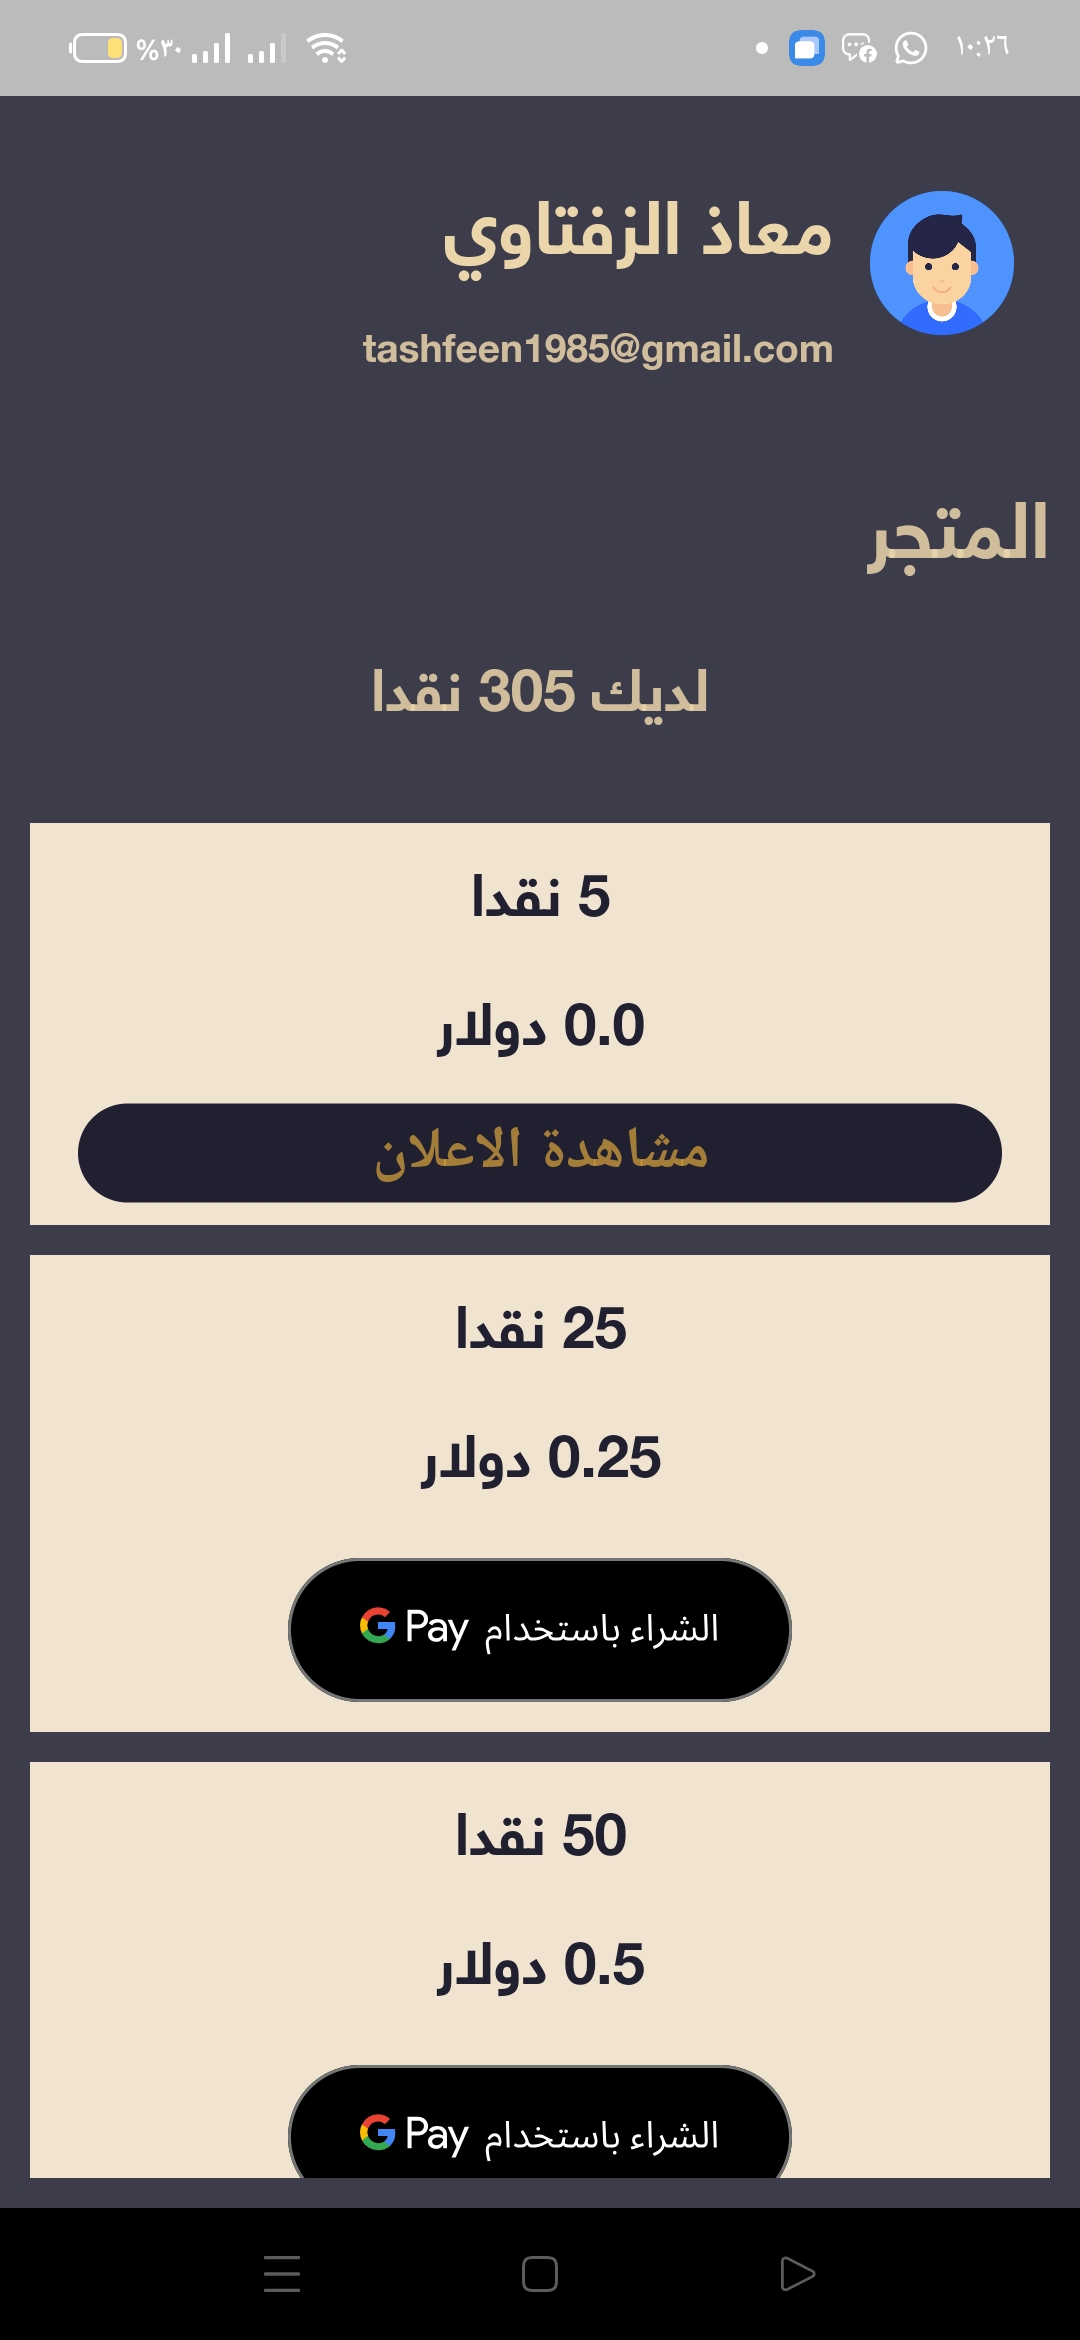 ١٠:٢٦
%٣٠
معاذ الزفتاوي
tashfeen1985@gmail.com
المتجر
لديك 305 نقدا
5 نقدا
0.0 دولار
مشاهدة الاعلان
25 نقدا
0.25 دولار
الشراء باستخدام G Pay
50 نقدا
0.5 دولار
الشراء باستخدام G Pay